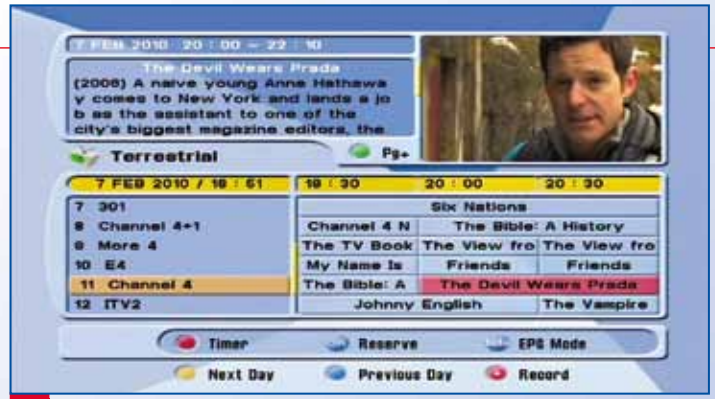 7 FEB 2010 20 : 00 ~ 22 : 10
The Devil Wears Prada
(2006) A naive young Anne Hathawa
y comes to New York and lands a jo
b as the assistant to one of the
city's biggest magazine editors, the
Terrestrial
Pg+
7 FEB 2010 / 18 : 51 19 : 30 20 : 00 20 : 30
7 301 Six Nations
8 Channel 4+1 Channel 4 N The Bible: A History
9 More 4 The TV Book The View fro The View fro
10 E4 My Name Is Friends Friends
11 Channel 4 The Bible: A The Devil Wears Prada
12 ITV2 Johnny English The Vampire
Timer Reserve EPG Mode
Next Day Previous Day Record